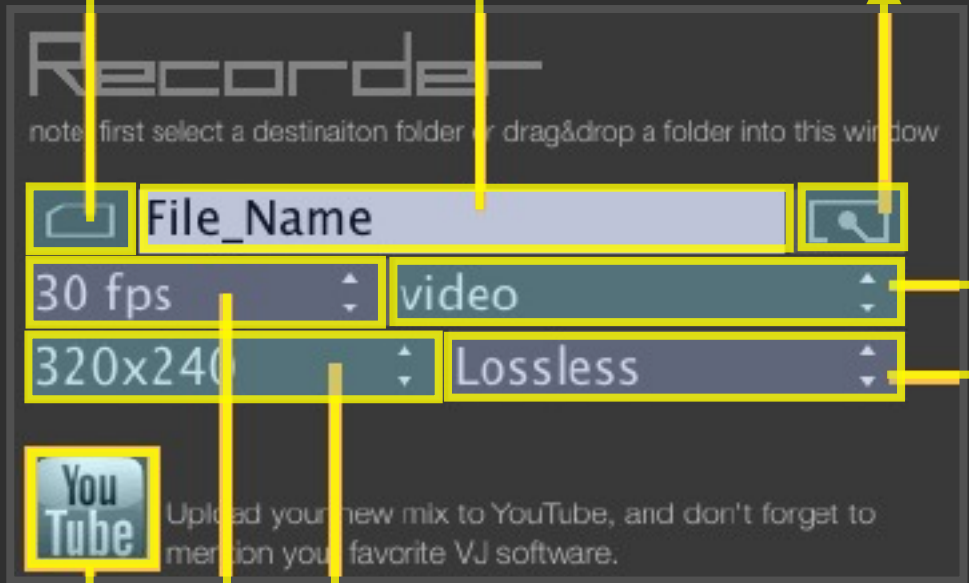 Recorder
note: first select a destinaiton folder or drag&drop a folder into this window
File_Name
30 fps
video
320x240
Lossless
You
Tube
Upload your new mix to YouTube, and don't forget to
mention your favorite VJ software.